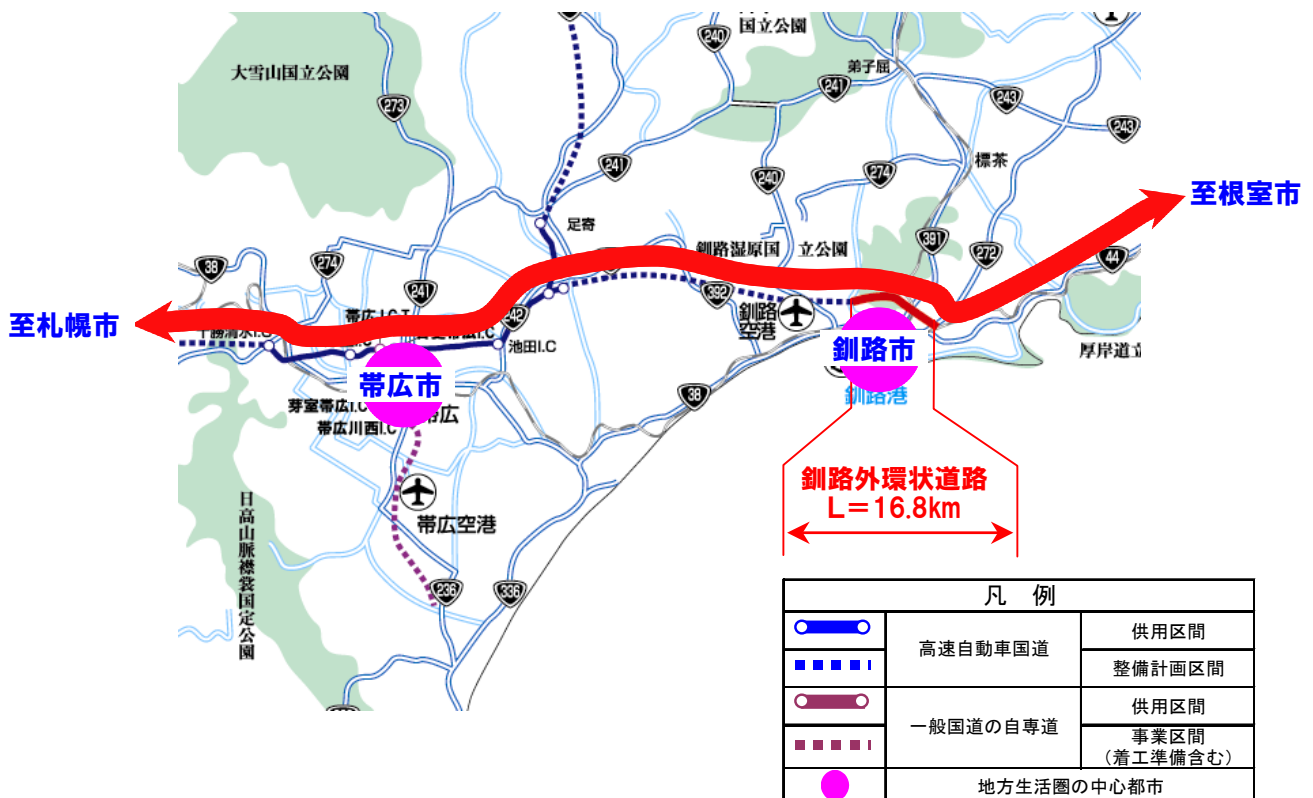 国立公園
240
弟子屈
大雪山国立公園
273
241
243
243
241
標茶
240
274
至根室市
足寄
釧路湿原国立公園
391
272
44
38
274
241
392
釧路
空港
至札幌市
242
池田I.C
釧路市
厚岸道立
帯広市
釧路港
38
芽室帯広I.C
帯広
帯広川西I.C
釧路外環状道路
L=16.8km
帯広空港
日高山脈襟裳国定公園
236
336
凡 例
高速自動車国道
供用区間
整備計画区間
一般国道の自専道
供用区間
事業区間
(着工準備含む)
地方生活圏の中心都市